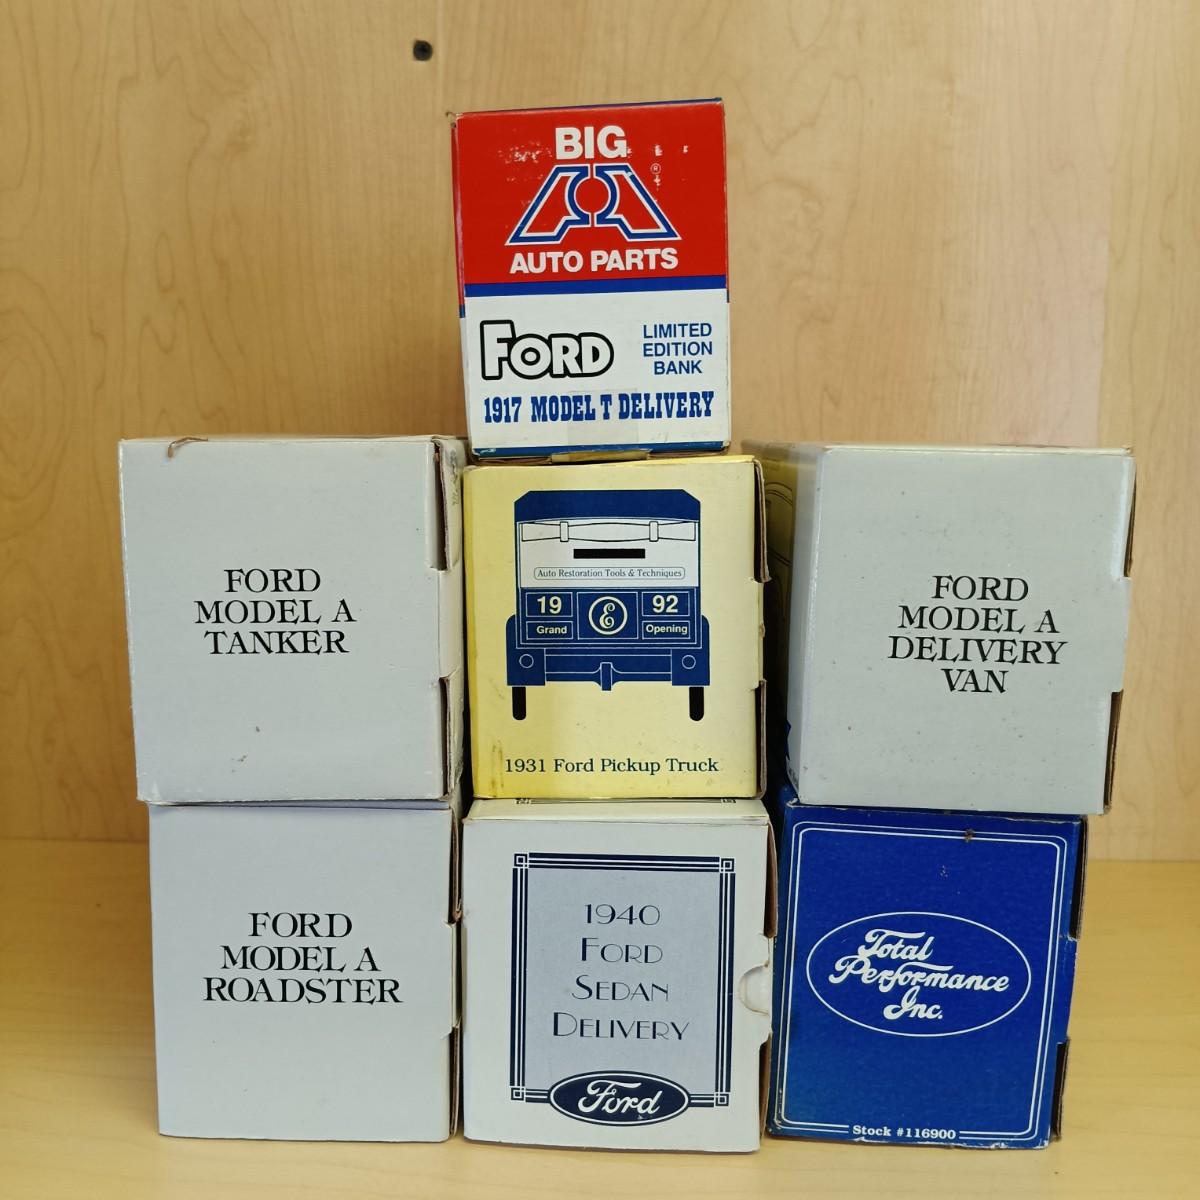 BIG
®
AUTO PARTS
FORD
LIMITED
EDITION
BANK
1917 MODEL T DELIVERY
FORD
MODEL A
TANKER
Auto Restoration Tools & Techniques
19 E 92
Grand Opening
1931 Ford Pickup Truck
FORD
MODEL A
DELIVERY
VAN
FORD
MODEL A
ROADSTER
1940
FORD
SEDAN
DELIVERY
Ford
Total
Performance
Inc.
Stock #116900